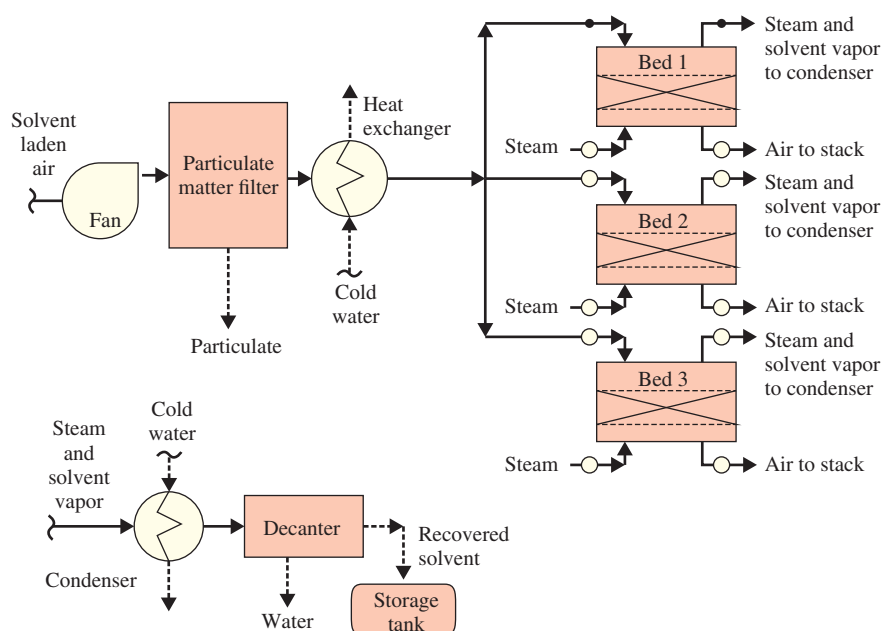 Solvent
laden
air
Fan
Particulate
matter filter
Particulate
Heat
exchanger
Cold
water
Bed 1
Steam
Steam and
solvent vapor
to condenser
Air to stack
Bed 2
Steam
Steam and
solvent vapor
to condenser
Air to stack
Bed 3
Steam
Steam and
solvent vapor
to condenser
Air to stack
Steam
and
solvent
vapor
Cold
water
Condenser
Decanter
Water
Recovered
solvent
Storage
tank